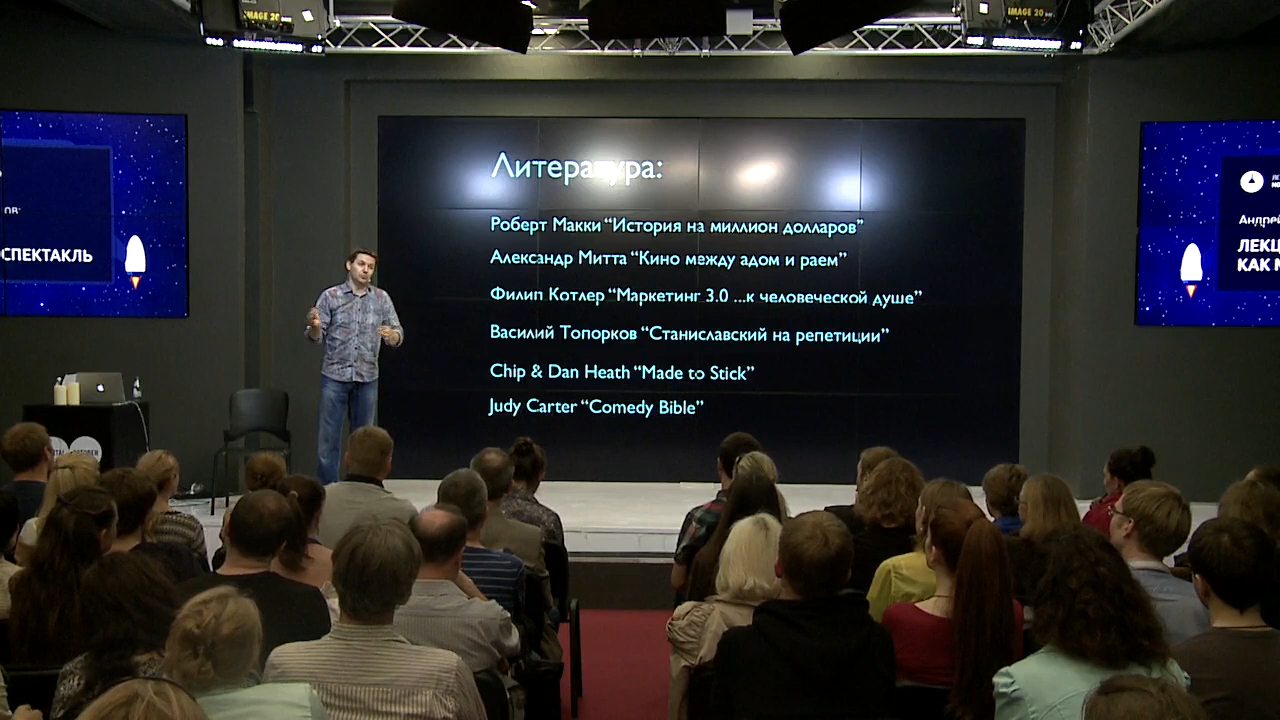 IMAGE 20
IMAGE 20
Литература:
Роберт Макки “История на миллион долларов”
Александр Митта “Кино между адом и раем”
Филип Котлер “Маркетинг 3.0 ...к человеческой душе”
Василий Топорков “Станиславский на репетиции”
Chip & Dan Heath “Made to Stick”
Judy Carter “Comedy Bible”
ОВ:
СПЕКТАКЛЬ
Андрей
ЛЕКЦ
КАК